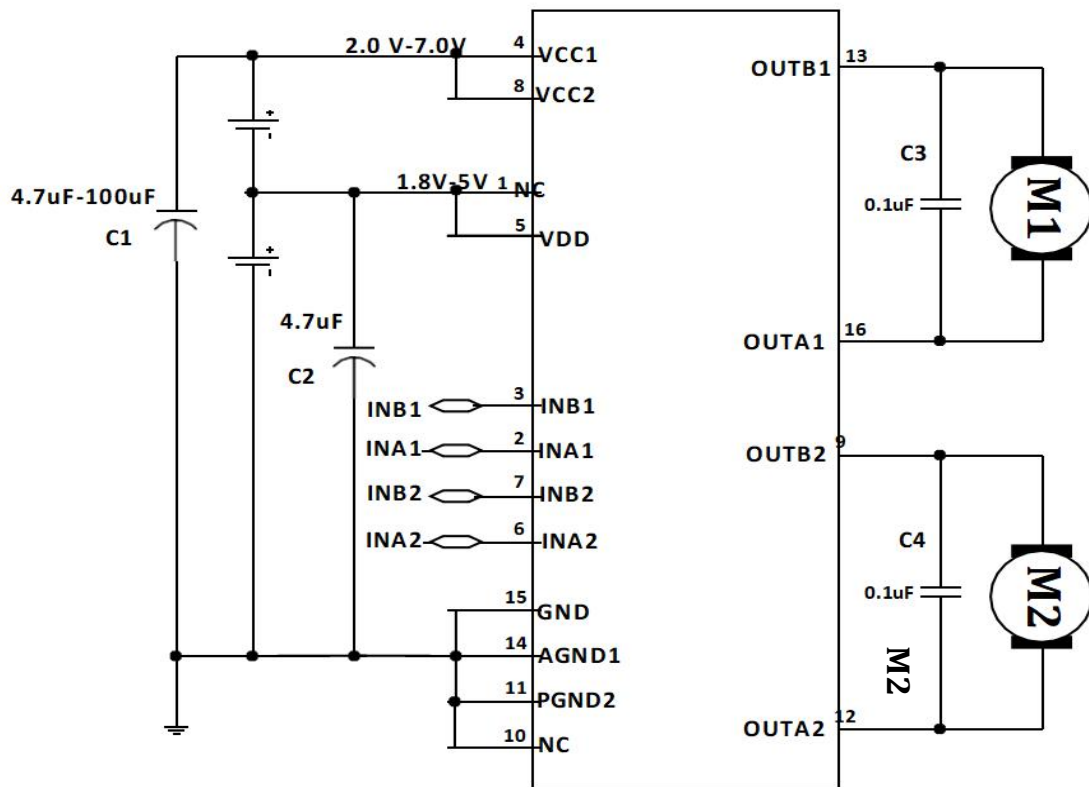 2.0 V-7.0V
4 VCC1
8 VCC2
+
-
1.8V-5V 1 NC
5 VDD
+
-
4.7uF-100uF
C1
4.7uF
C2
INB1 3 INB1
INA1 2 INA1
INB2 7 INB2
INA2 6 INA2
15 GND
14 AGND1
11 PGND2
10 NC
OUTB1 13
C3
0.1uF
M1
OUTA1 16
OUTB2 9
C4
0.1uF
M2
M2
OUTA2 12